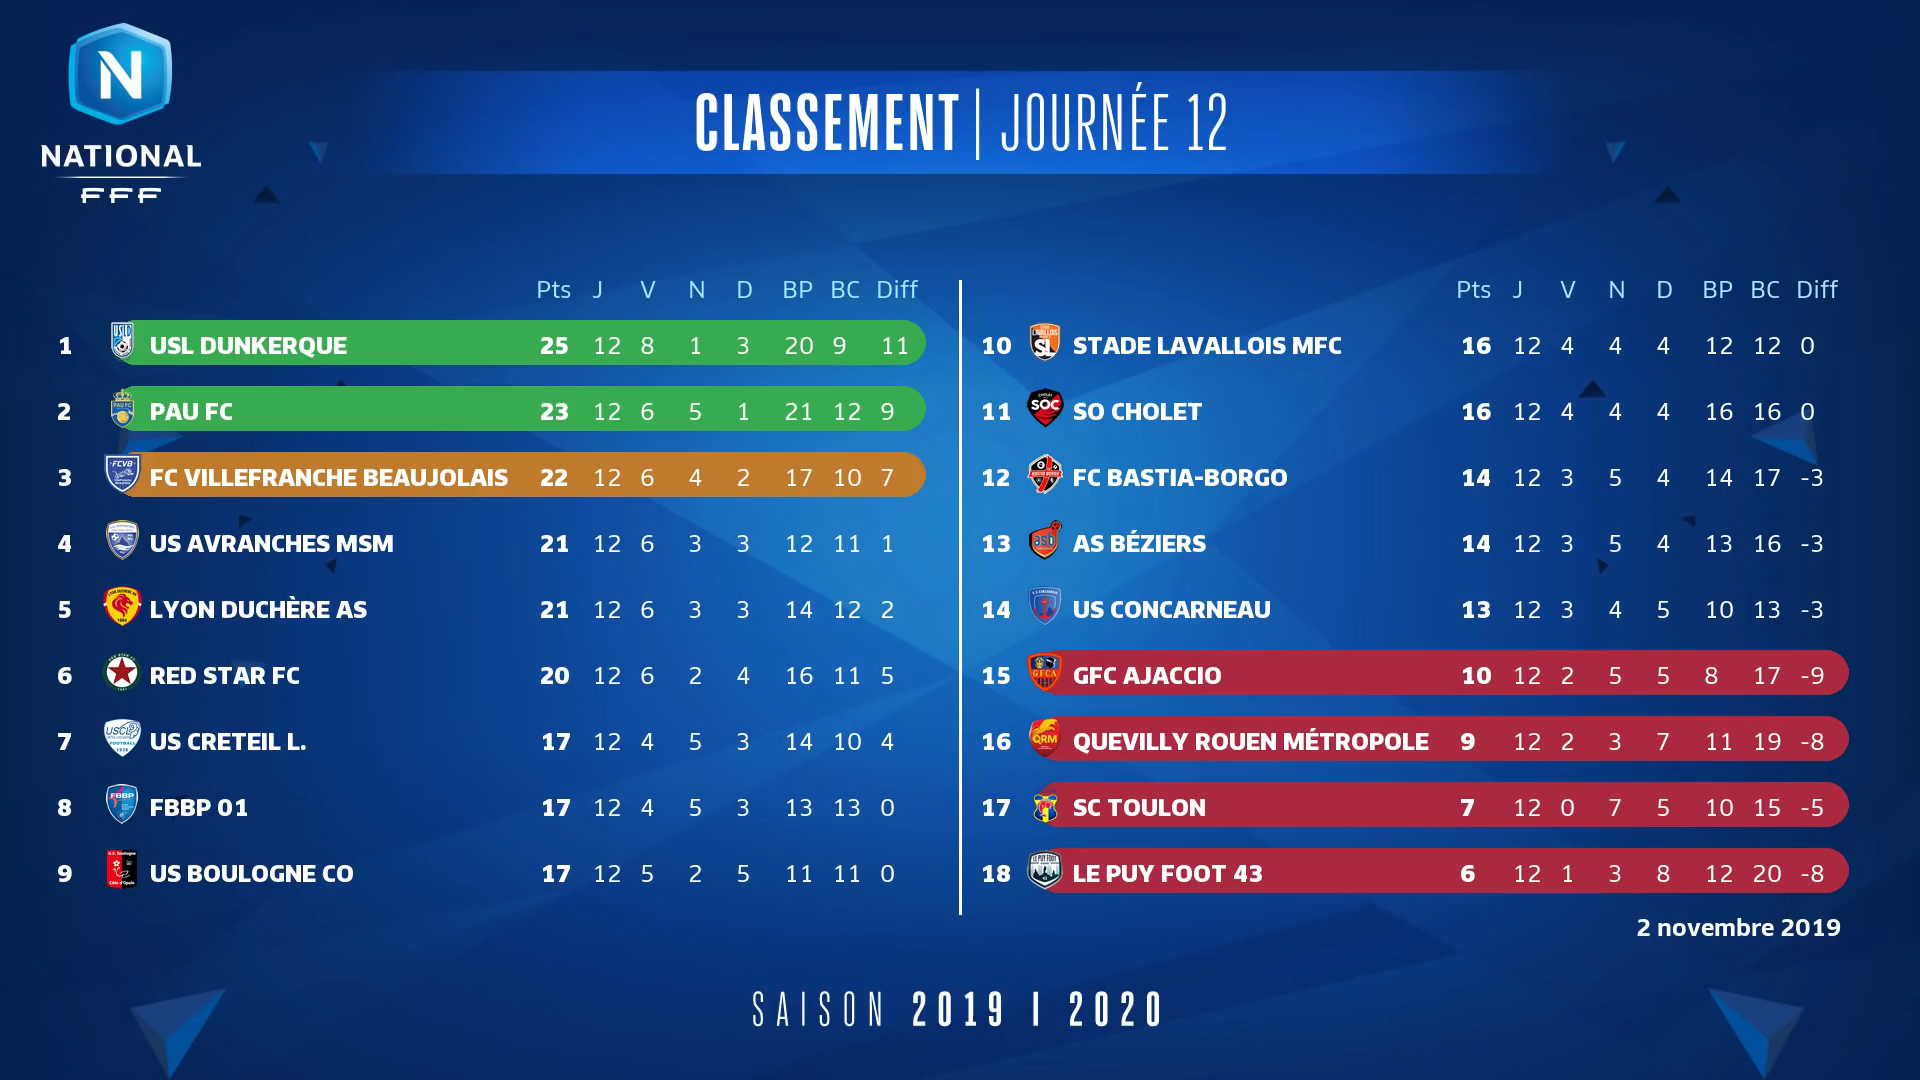 N
NATIONAL
FFF
CLASSEMENT | JOURNÉE 12
Pts J V N D BP BC Diff
1 USL DUNKERQUE 25 12 8 1 3 20 9 11
2 PAU FC 23 12 6 5 1 21 12 9
3 FC VILLEFRANCHE BEAUJOLAIS 22 12 6 4 2 17 10 7
4 US AVRANCHES MSM 21 12 6 3 3 12 11 1
5 LYON DUCHÈRE AS 21 12 6 3 3 14 12 2
6 RED STAR FC 20 12 6 2 4 16 11 5
7 US CRETEIL L. 17 12 4 5 3 14 10 4
8 FBBP 01 17 12 4 5 3 13 13 0
9 US BOULOGNE CO 17 12 5 2 5 11 11 0
Pts J V N D BP BC Diff
10 STADE LAVALLOIS MFC 16 12 4 4 4 12 12 0
11 SO CHOLET 16 12 4 4 4 16 16 0
12 FC BASTIA-BORGO 14 12 3 5 4 14 17 -3
13 AS BÉZIERS 14 12 3 5 4 13 16 -3
14 US CONCARNEAU 13 12 3 4 5 10 13 -3
15 GFC AJACCIO 10 12 2 5 5 8 17 -9
16 QUEVILLY ROUEN MÉTROPOLE 9 12 2 3 7 11 19 -8
17 SC TOULON 7 12 0 7 5 10 15 -5
18 LE PUY FOOT 43 6 12 1 3 8 12 20 -8
2 novembre 2019
SAISON 2019 | 2020